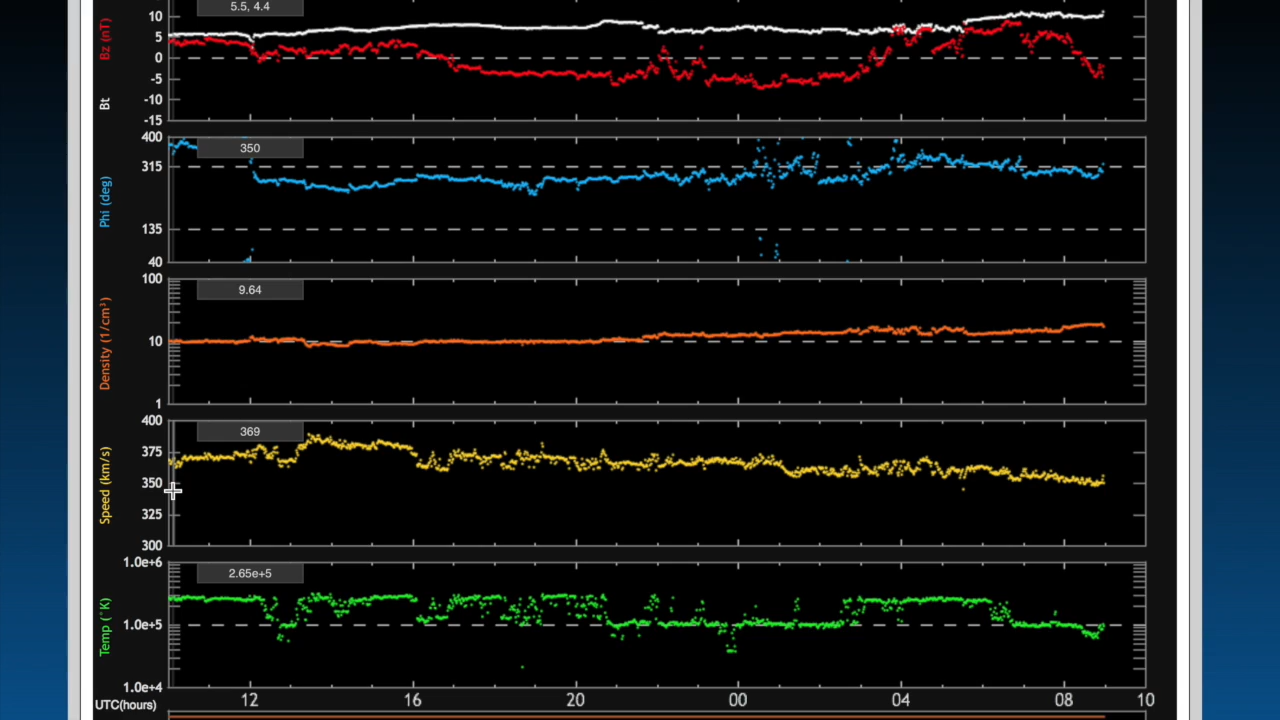 5.5, 4.4
10
5
0
-5
-10
-15
Bt Bz (nT)
400
350
315
135
40
Phi (deg)
100
9.64
10
1
Density (1/cm³)
400
369
375
350
325
300
Speed (km/s)
1.0e+6
2.65e+5
1.0e+5
1.0e+4
Temp (°K)
UTC(hours) 12 16 20 00 04 08 10